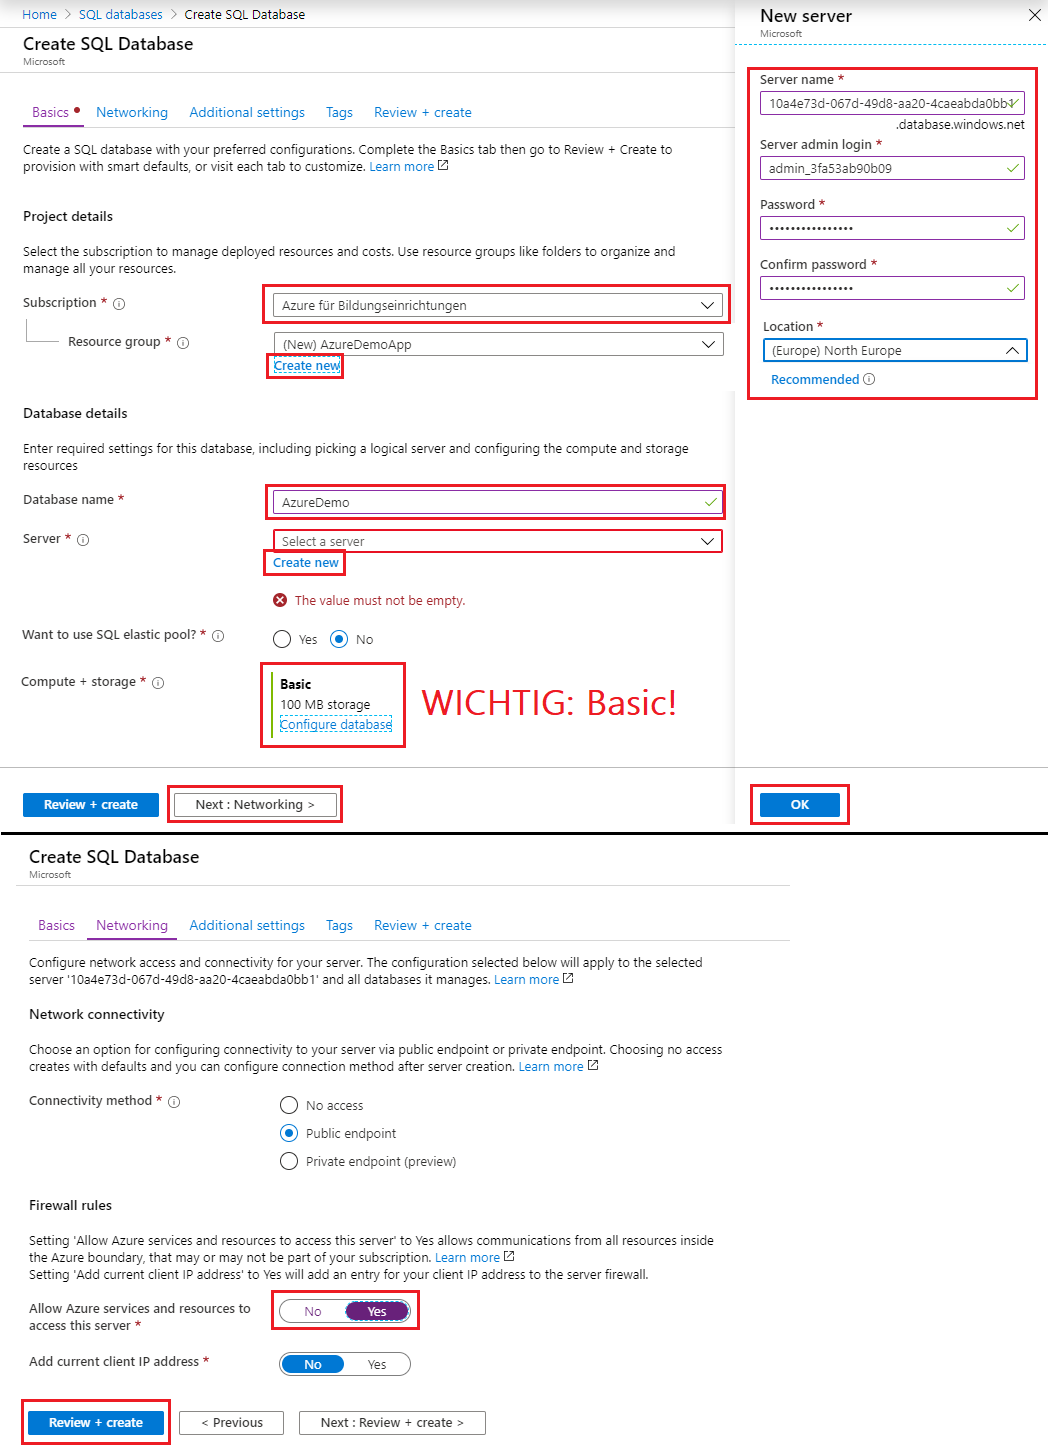 Home > SQL databases > Create SQL Database
Create SQL Database
Microsoft
Basics Networking Additional settings Tags Review + create
Create a SQL database with your preferred configurations. Complete the Basics tab then go to Review + Create to
provision with smart defaults, or visit each tab to customize. Learn more
Project details
Select the subscription to manage deployed resources and costs. Use resource groups like folders to organize and
manage all your resources.
Subscription *
Azure für Bildungseinrichtungen
Resource group *
(New) AzureDemoApp
Create new
Database details
Enter required settings for this database, including picking a logical server and configuring the compute and storage
resources
Database name *
AzureDemo
Server *
Select a server
Create new
The value must not be empty.
Want to use SQL elastic pool? *
Yes No
Compute + storage *
Basic
100 MB storage
Configure database
WICHTIG: Basic!
Review + create
Next : Networking >
New server
Microsoft
Server name *
10a4e73d-067d-49d8-aa20-4caeabda0bb1
.database.windows.net
Server admin login *
admin_3fa53ab90b09
Password *
••••••••••••••••
Confirm password *
••••••••••••••••
Location *
(Europe) North Europe
Recommended
OK
Create SQL Database
Microsoft
Basics Networking Additional settings Tags Review + create
Configure network access and connectivity for your server. The configuration selected below will apply to the selected
server '10a4e73d-067d-49d8-aa20-4caeabda0bb1' and all databases it manages. Learn more
Network connectivity
Choose an option for configuring connectivity to your server via public endpoint or private endpoint. Choosing no access
creates with defaults and you can configure connection method after server creation. Learn more
Connectivity method *
No access
Public endpoint
Private endpoint (preview)
Firewall rules
Setting 'Allow Azure services and resources to access this server' to Yes allows communications from all resources inside
the Azure boundary, that may or may not be part of your subscription. Learn more
Setting 'Add current client IP address' to Yes will add an entry for your client IP address to the server firewall.
Allow Azure services and resources to
access this server *
No Yes
Add current client IP address *
No Yes
Review + create
< Previous
Next : Review + create >